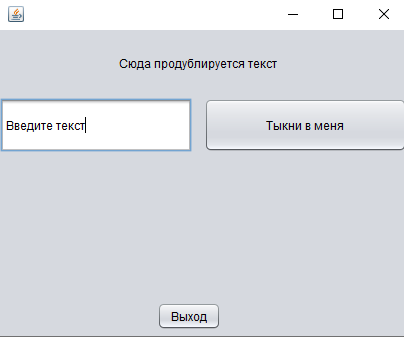 Сюда продублируется текст
Введите текст
Тыкни в меня
Выход